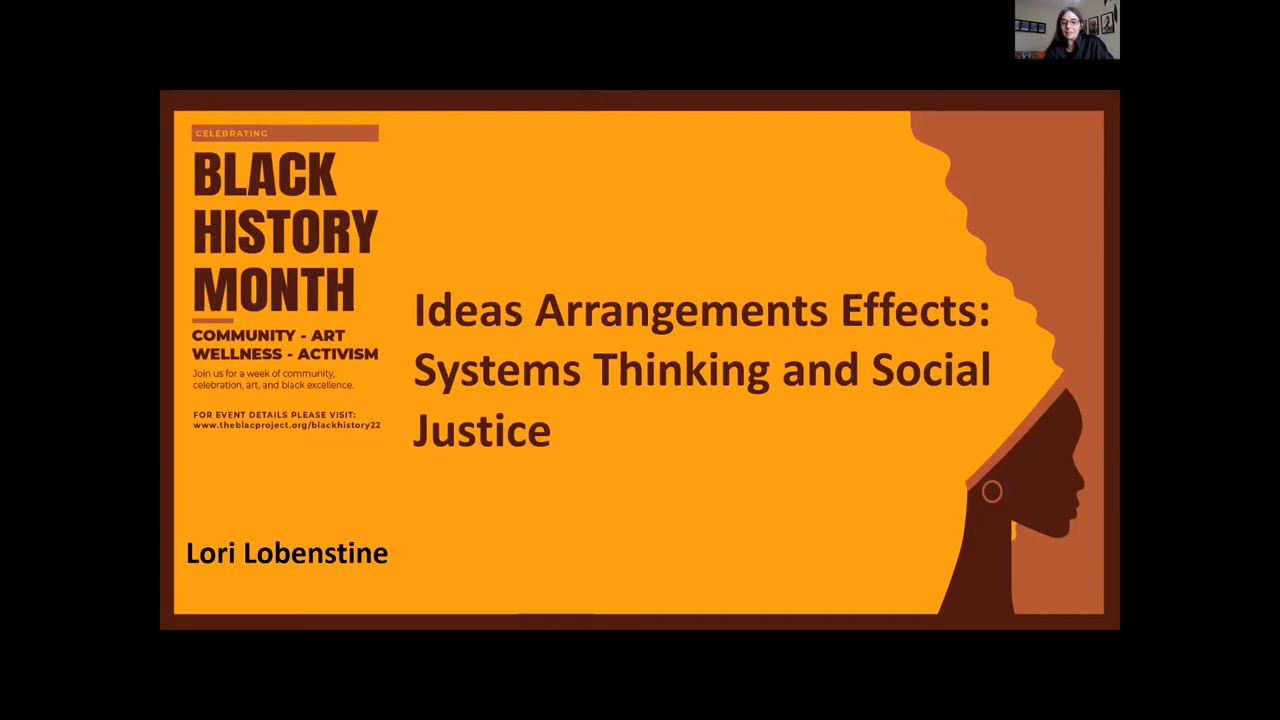 CELEBRATING
BLACK
HISTORY
MONTH
COMMUNITY - ART
WELLNESS - ACTIVISM
Join us for a week of community,
celebration, art, and black excellence.
FOR EVENT DETAILS PLEASE VISIT:
www.theblacproject.org/blackhistory22
Ideas Arrangements Effects:
Systems Thinking and Social
Justice
Lori Lobenstine